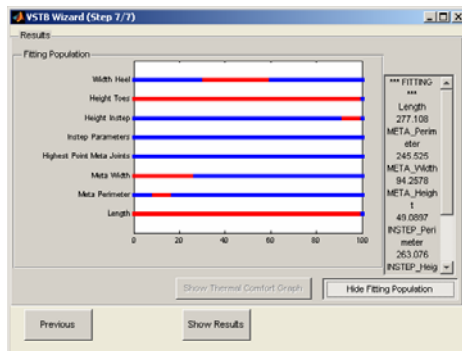 VSTB Wizard (Step 7/7)
Results
Fitting Population
Width Heel
Height Toes
Height Instep
Instep Parameters
Highest Point Meta Joints
Meta Width
Meta Perimeter
Length
0 20 40 60 80 100
*** FITTING
***
Length
277.108
META_Perim
eter
245.525
META_Width
94.2578
META_Heigh
t
49.0897
INSTEP_Peri
meter
263.076
INSTEP_Heig
Show Thermal Comfort Graph
Hide Fitting Population
Previous
Show Results